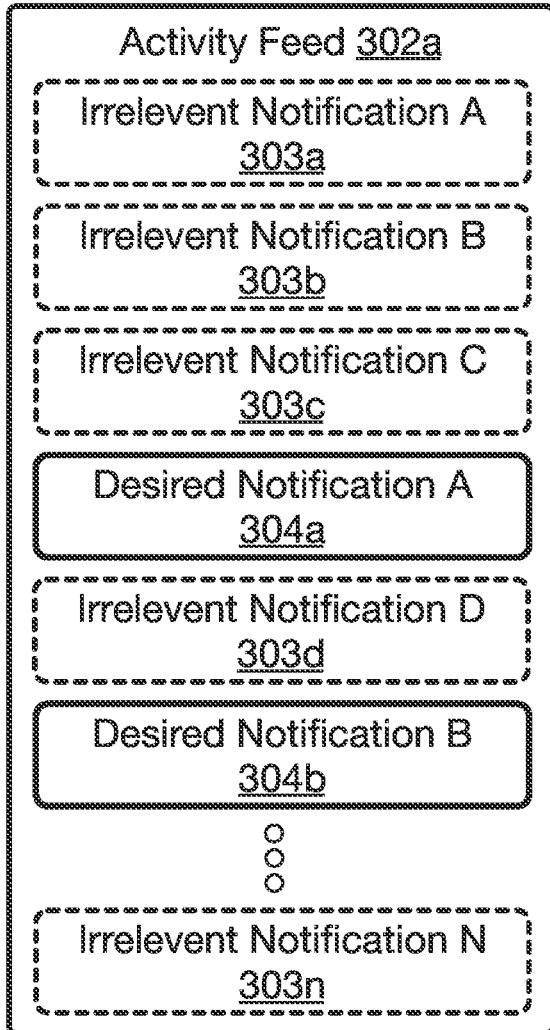 Activity Feed 302a
Irrelevent Notification A
303a
Irrelevent Notification B
303b
Irrelevent Notification C
303c
Desired Notification A
304a
Irrelevent Notification D
303d
Desired Notification B
304b
Irrelevent Notification N
303n